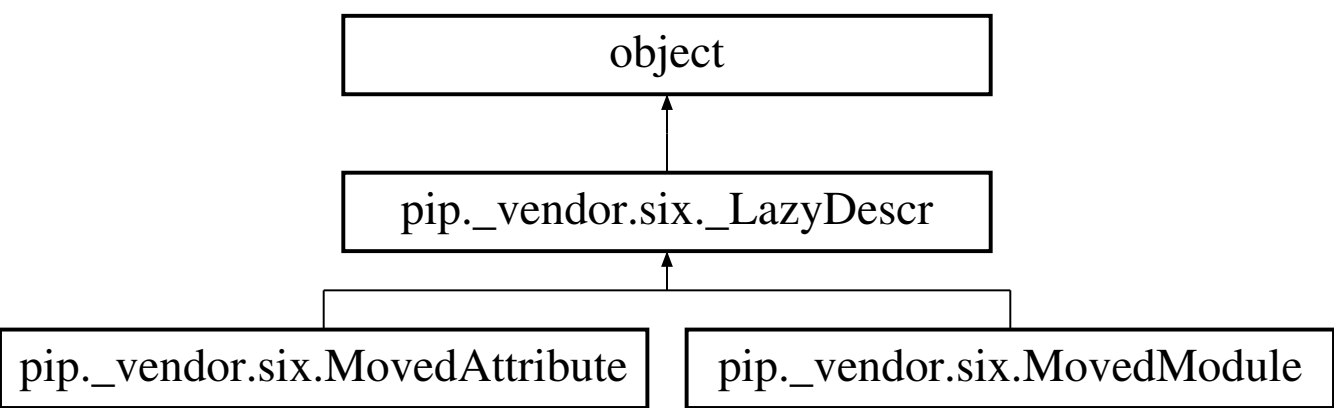 object
pip._vendor.six._LazyDescr
pip._vendor.six.MovedAttribute
pip._vendor.six.MovedModule